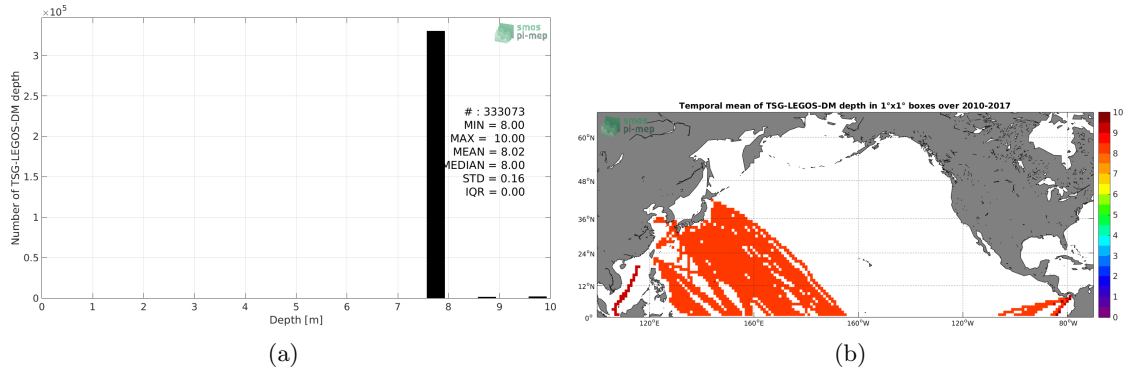 ×10⁵
smos
pi-mep
Number of TSG-LEGOS-DM depth
3
2.5
2
1.5
1
0.5
0
# : 333073
MIN = 8.00
MAX = 10.00
MEAN = 8.02
MEDIAN = 8.00
STD = 0.16
IQR = 0.00
0 1 2 3 4 5 6 7 8 9 10
Depth [m]
(a)
Temporal mean of TSG-LEGOS-DM depth in 1°x1° boxes over 2010-2017
smos
pi-mep
60°N
48°N
36°N
24°N
12°N
0°
120°E 160°E 160°W 120°W 80°W
10
9
8
7
6
5
4
3
2
1
0
(b)